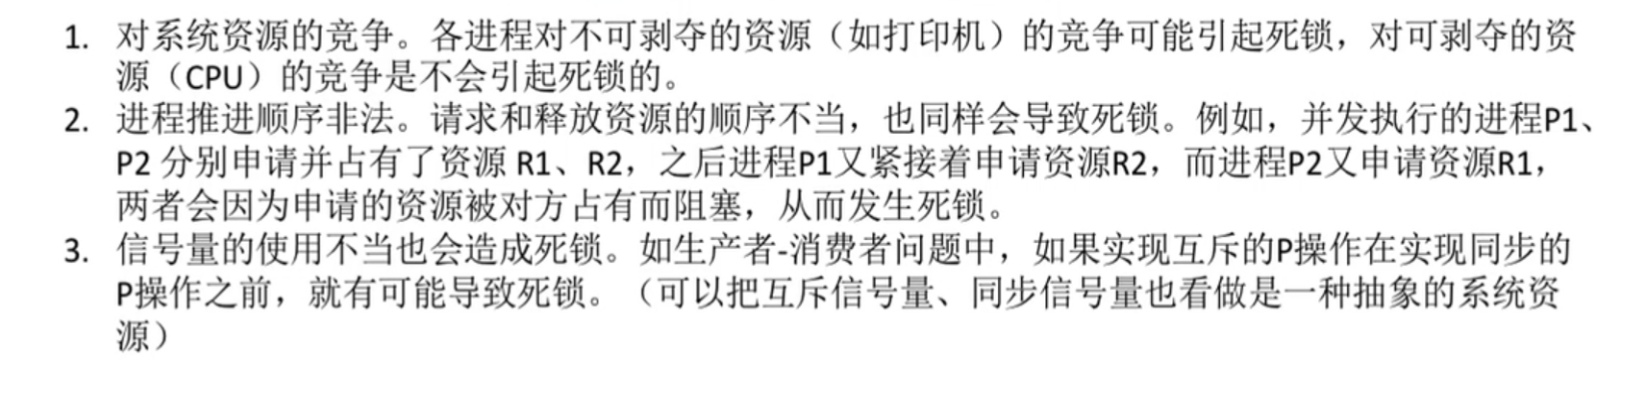 1. 对系统资源的竞争。各进程对不可剥夺的资源（如打印机）的竞争可能引起死锁，对可剥夺的资
源（CPU）的竞争是不会引起死锁的。
2. 进程推进顺序非法。请求和释放资源的顺序不当，也同样会导致死锁。例如，并发执行的进程P1、
P2 分别申请并占有了资源 R1、R2，之后进程P1又紧接着申请资源R2，而进程P2又申请资源R1，
两者会因为申请的资源被对方占有而阻塞，从而发生死锁。
3. 信号量的使用不当也会造成死锁。如生产者-消费者问题中，如果实现互斥的P操作在实现同步的
P操作之前，就有可能导致死锁。（可以把互斥信号量、同步信号量也看做是一种抽象的系统资
源）